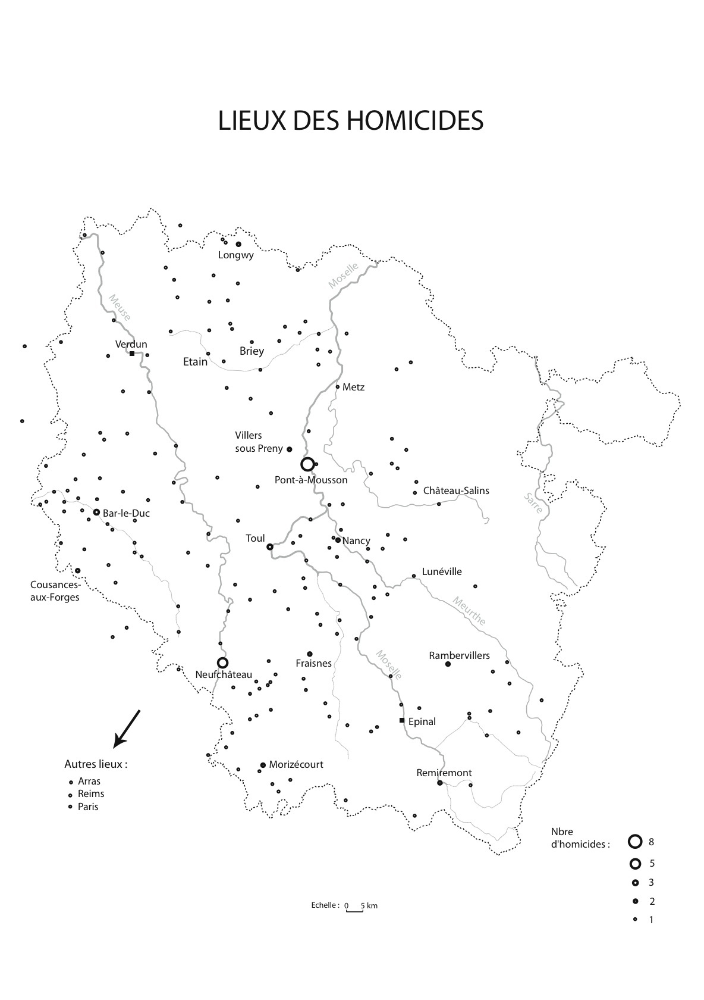 LIEUX DES HOMICIDES
Longwy
Moselle
Meuse
Verdun
Briey
Etain
Metz
Villers
sous Preny
Pont-à-Mousson
Château-Salins
Sarre
Bar-le-Duc
Toul
Nancy
Lunéville
Cousances-
aux-Forges
Meurthe
Moselle
Rambervillers
Fraisnes
Neufchâteau
Epinal
Autres lieux :
Arras
Reims
Paris
Morizécourt
Remiremont
Nbre
d'homicides :
8
5
3
2
1
Echelle : 0 5 km